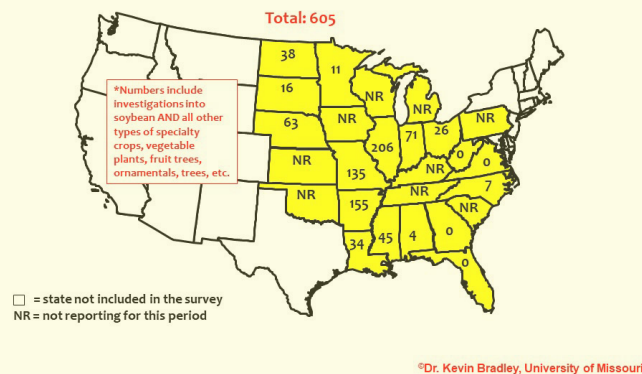 Total: 605
38
11
16
*Numbers include
investigations into
soybean AND all other
types of specialty
crops, vegetable
plants, fruit trees,
ornamentals, trees, etc.
NR
NR
63
NR
206
71
26
NR
NR
135
NR
0
0
NR
155
NR
7
NR
34
45
4
0
0
= state not included in the survey
NR = not reporting for this period
©Dr. Kevin Bradley, University of Missouri